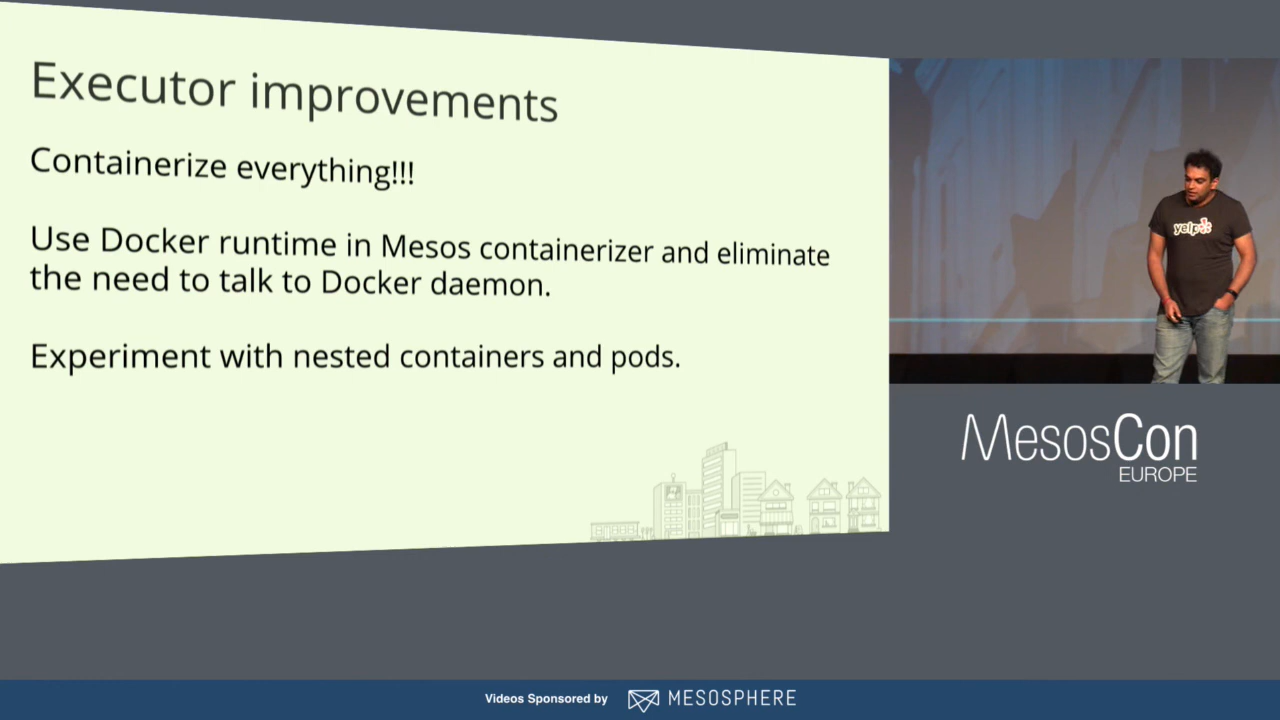 Executor improvements
Containerize everything!!!
Use Docker runtime in Mesos containerizer and eliminate
the need to talk to Docker daemon.
Experiment with nested containers and pods.
yelp
MesosCon
EUROPE
Videos Sponsored by
MESOSPHERE